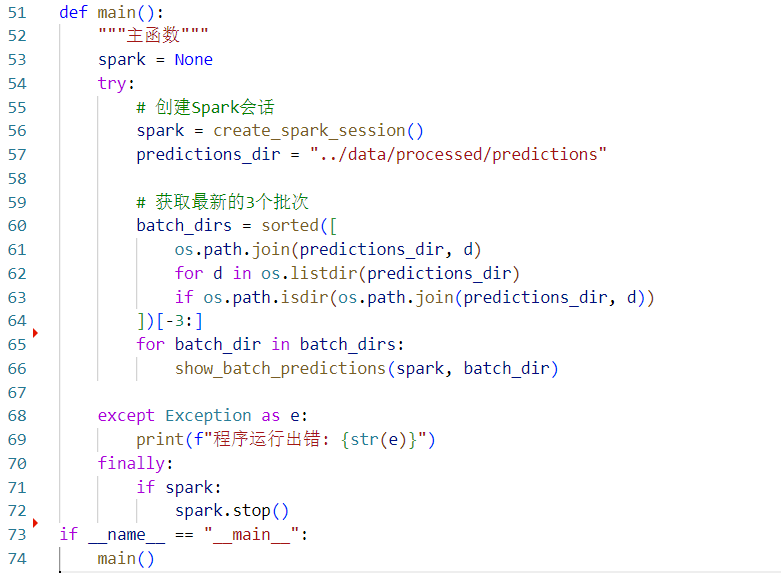 51 def main():
52     """主函数"""
53     spark = None
54     try:
55         # 创建Spark会话
56         spark = create_spark_session()
57         predictions_dir = "../data/processed/predictions"
58
59         # 获取最新的3个批次
60         batch_dirs = sorted([
61             os.path.join(predictions_dir, d)
62             for d in os.listdir(predictions_dir)
63             if os.path.isdir(os.path.join(predictions_dir, d))
64         ])[-3:]
65         for batch_dir in batch_dirs:
66             show_batch_predictions(spark, batch_dir)
67
68     except Exception as e:
69         print(f"程序运行出错: {str(e)}")
70     finally:
71         if spark:
72             spark.stop()
73 if __name__ == "__main__":
74     main()